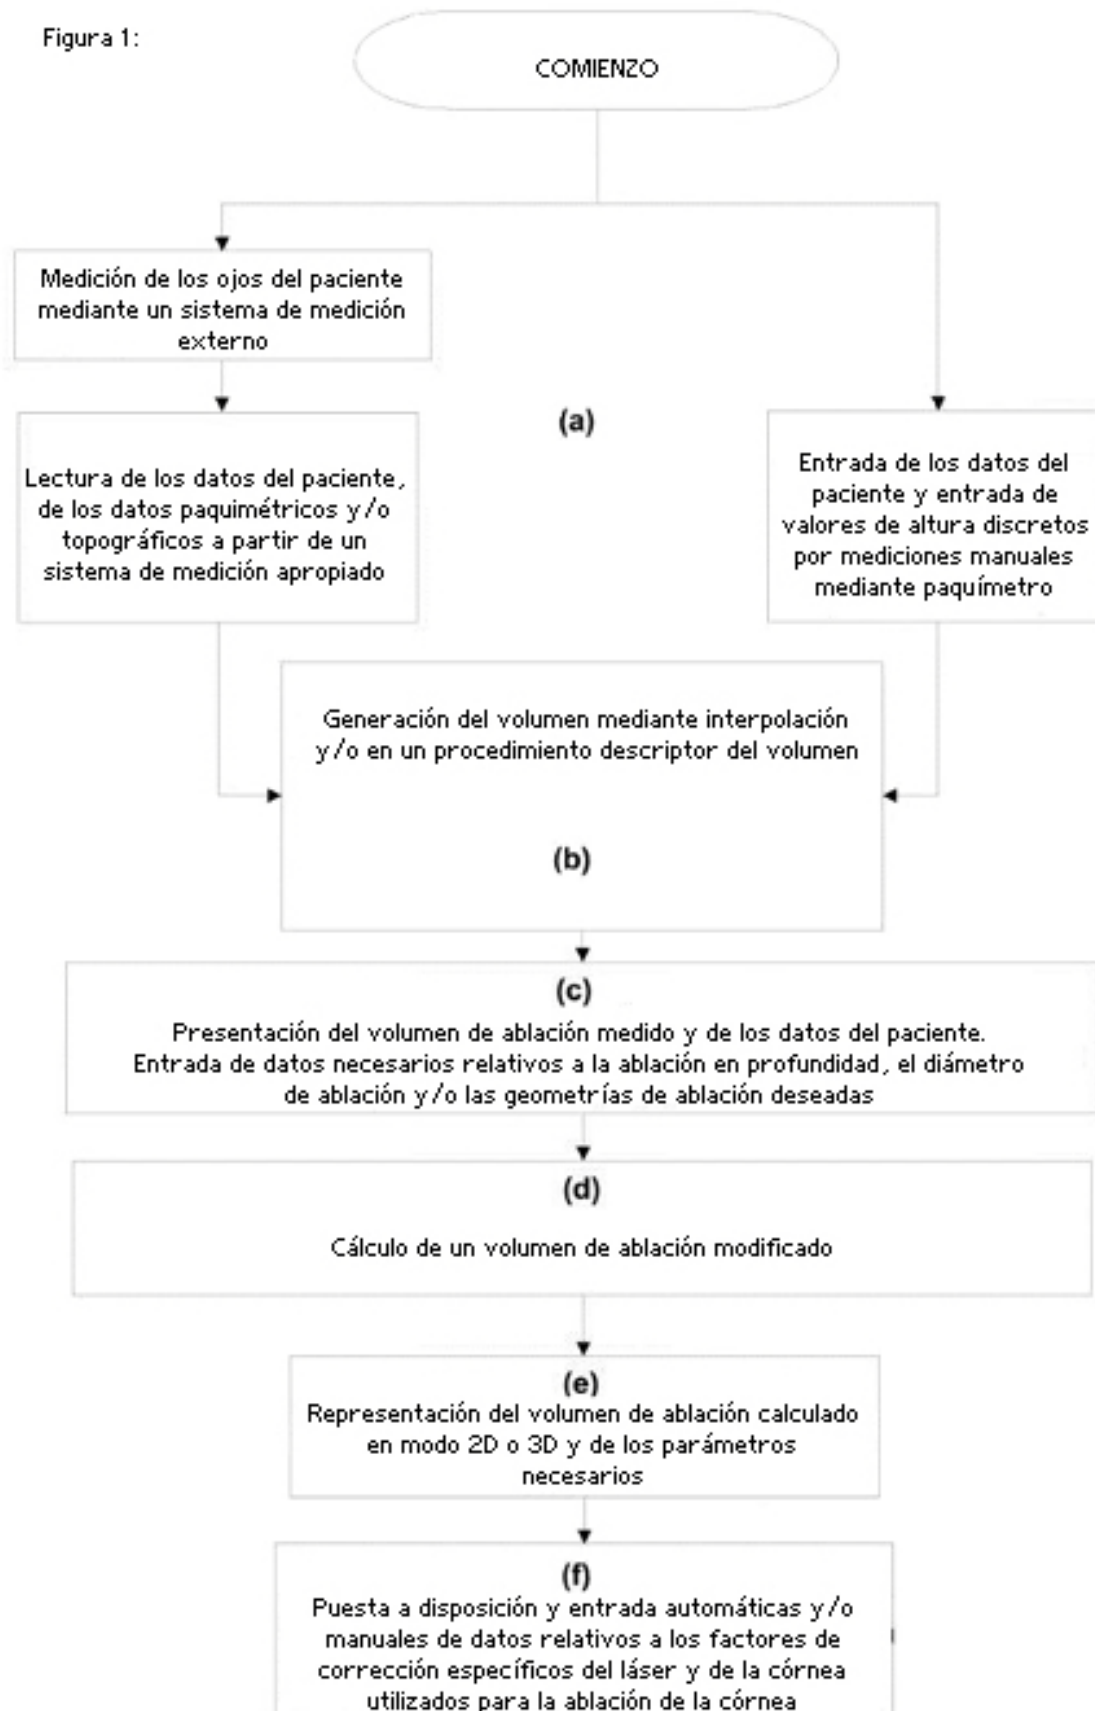 Figura 1:
COMIENZO
Medición de los ojos del paciente
mediante un sistema de medición
externo
(a)
Lectura de los datos del paciente,
de los datos paquimétricos y/o
topográficos a partir de un
sistema de medición apropiado
Entrada de los datos del
paciente y entrada de
valores de altura discretos
por mediciones manuales
mediante paquímetro
Generación del volumen mediante interpolación
y/o en un procedimiento descriptor del volumen
(b)
(c)
Presentación del volumen de ablación medido y de los datos del paciente.
Entrada de datos necesarios relativos a la ablación en profundidad, el diámetro
de ablación y/o las geometrías de ablación deseadas
(d)
Cálculo de un volumen de ablación modificado
(e)
Representación del volumen de ablación calculado
en modo 2D o 3D y de los parámetros
necesarios
(f)
Puesta a disposición y entrada automáticas y/o
manuales de datos relativos a los factores de
corrección específicos del láser y de la córnea
utilizados para la ablación de la córnea